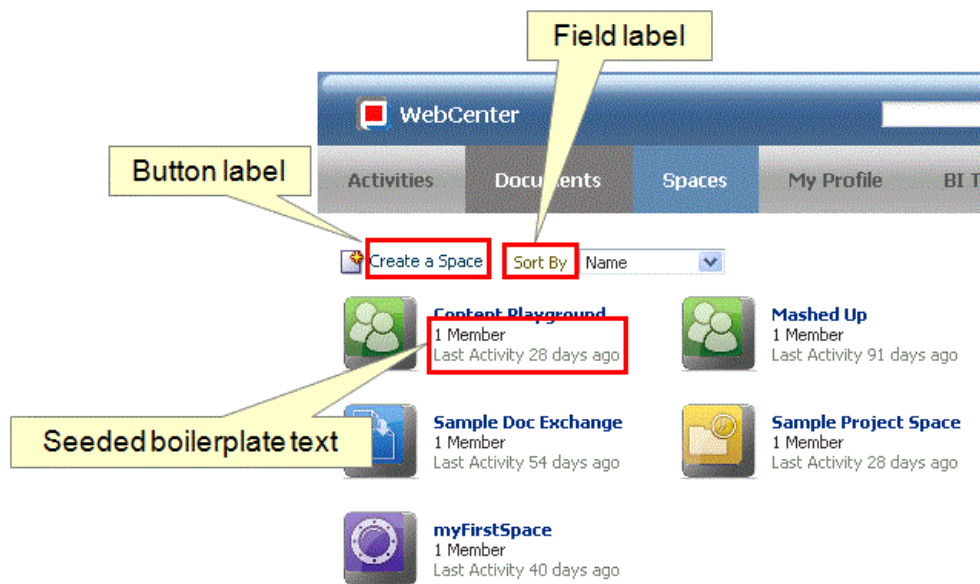 Field label
WebCenter
Button label
Activities
Documents
Spaces
My Profile
BI T
Create a Space
Sort By
Name
Content Playground
1 Member
Last Activity 28 days ago
Mashed Up
1 Member
Last Activity 91 days ago
Seeded boilerplate text
Sample Doc Exchange
1 Member
Last Activity 54 days ago
Sample Project Space
1 Member
Last Activity 28 days ago
myFirstSpace
1 Member
Last Activity 40 days ago